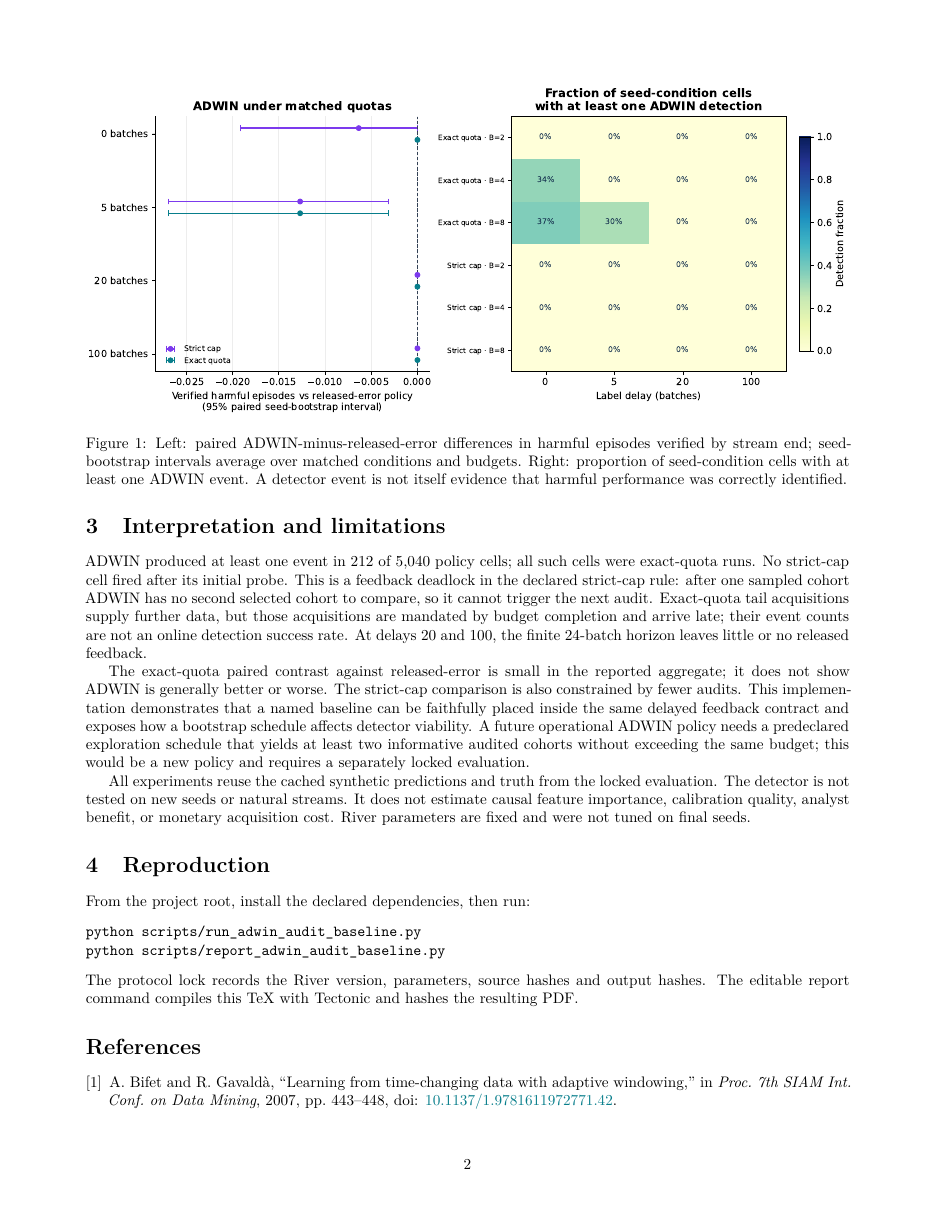 ADWIN under matched quotas
0 batches
5 batches
20 batches
100 batches
Strict cap
Exact quota
−0.025 −0.020 −0.015 −0.010 −0.005 0.000
Verified harmful episodes vs released-error policy
(95% paired seed-bootstrap interval)
Fraction of seed-condition cells
with at least one ADWIN detection
Exact quota · B=2 0% 0% 0% 0%
Exact quota · B=4 34% 0% 0% 0%
Exact quota · B=8 37% 30% 0% 0%
Strict cap · B=2 0% 0% 0% 0%
Strict cap · B=4 0% 0% 0% 0%
Strict cap · B=8 0% 0% 0% 0%
0 5 20 100
Label delay (batches)
1.0
0.8
0.6
0.4
0.2
0.0
Detection fraction
Figure 1: Left: paired ADWIN-minus-released-error differences in harmful episodes verified by stream end; seed-
bootstrap intervals average over matched conditions and budgets. Right: proportion of seed-condition cells with at
least one ADWIN event. A detector event is not itself evidence that harmful performance was correctly identified.
3 Interpretation and limitations
ADWIN produced at least one event in 212 of 5,040 policy cells; all such cells were exact-quota runs. No strict-cap
cell fired after its initial probe. This is a feedback deadlock in the declared strict-cap rule: after one sampled cohort
ADWIN has no second selected cohort to compare, so it cannot trigger the next audit. Exact-quota tail acquisitions
supply further data, but those acquisitions are mandated by budget completion and arrive late; their event counts
are not an online detection success rate. At delays 20 and 100, the finite 24-batch horizon leaves little or no released
feedback.
The exact-quota paired contrast against released-error is small in the reported aggregate; it does not show
ADWIN is generally better or worse. The strict-cap comparison is also constrained by fewer audits. This implemen-
tation demonstrates that a named baseline can be faithfully placed inside the same delayed feedback contract and
exposes how a bootstrap schedule affects detector viability. A future operational ADWIN policy needs a predeclared
exploration schedule that yields at least two informative audited cohorts without exceeding the same budget; this
would be a new policy and requires a separately locked evaluation.
All experiments reuse the cached synthetic predictions and truth from the locked evaluation. The detector is not
tested on new seeds or natural streams. It does not estimate causal feature importance, calibration quality, analyst
benefit, or monetary acquisition cost. River parameters are fixed and were not tuned on final seeds.
4 Reproduction
From the project root, install the declared dependencies, then run:
python scripts/run_adwin_audit_baseline.py
python scripts/report_adwin_audit_baseline.py
The protocol lock records the River version, parameters, source hashes and output hashes. The editable report
command compiles this TeX with Tectonic and hashes the resulting PDF.
References
[1] A. Bifet and R. Gavaldà, “Learning from time-changing data with adaptive windowing,” in Proc. 7th SIAM Int.
Conf. on Data Mining, 2007, pp. 443–448, doi: 10.1137/1.9781611972771.42.
2